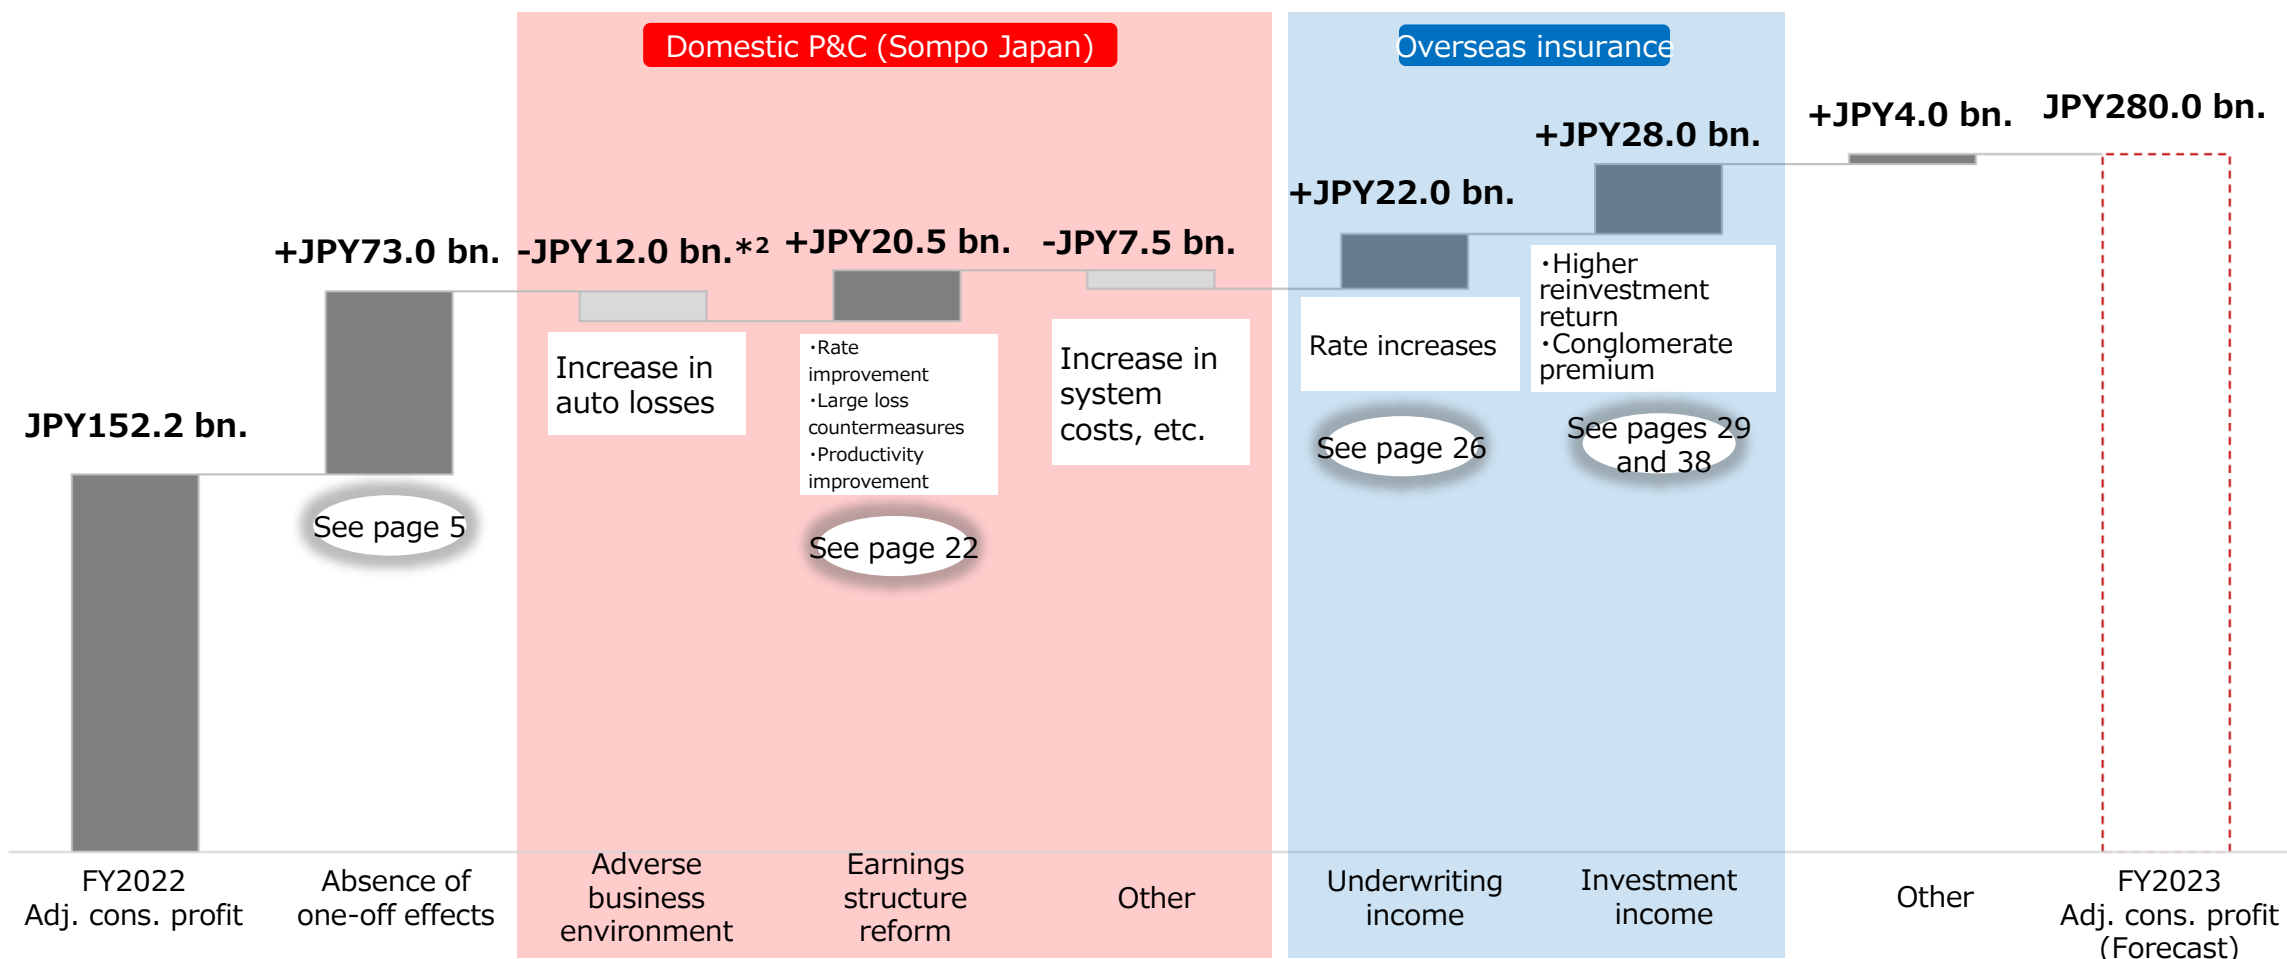 Domestic P&C (Sompo Japan)
Overseas insurance
JPY152.2 bn.
+JPY73.0 bn.
-JPY12.0 bn.*2
+JPY20.5 bn.
-JPY7.5 bn.
+JPY22.0 bn.
+JPY28.0 bn.
+JPY4.0 bn.
JPY280.0 bn.
See page 5
Increase in
auto losses
・Rate
improvement
・Large loss
countermeasures
・Productivity
improvement
See page 22
Increase in
system
costs, etc.
Rate increases
See page 26
・Higher
reinvestment
return
・Conglomerate
premium
See pages 29
and 38
FY2022
Adj. cons. profit
Absence of
one-off effects
Adverse
business
environment
Earnings
structure
reform
Other
Underwriting
income
Investment
income
Other
FY2023
Adj. cons. profit
(Forecast)